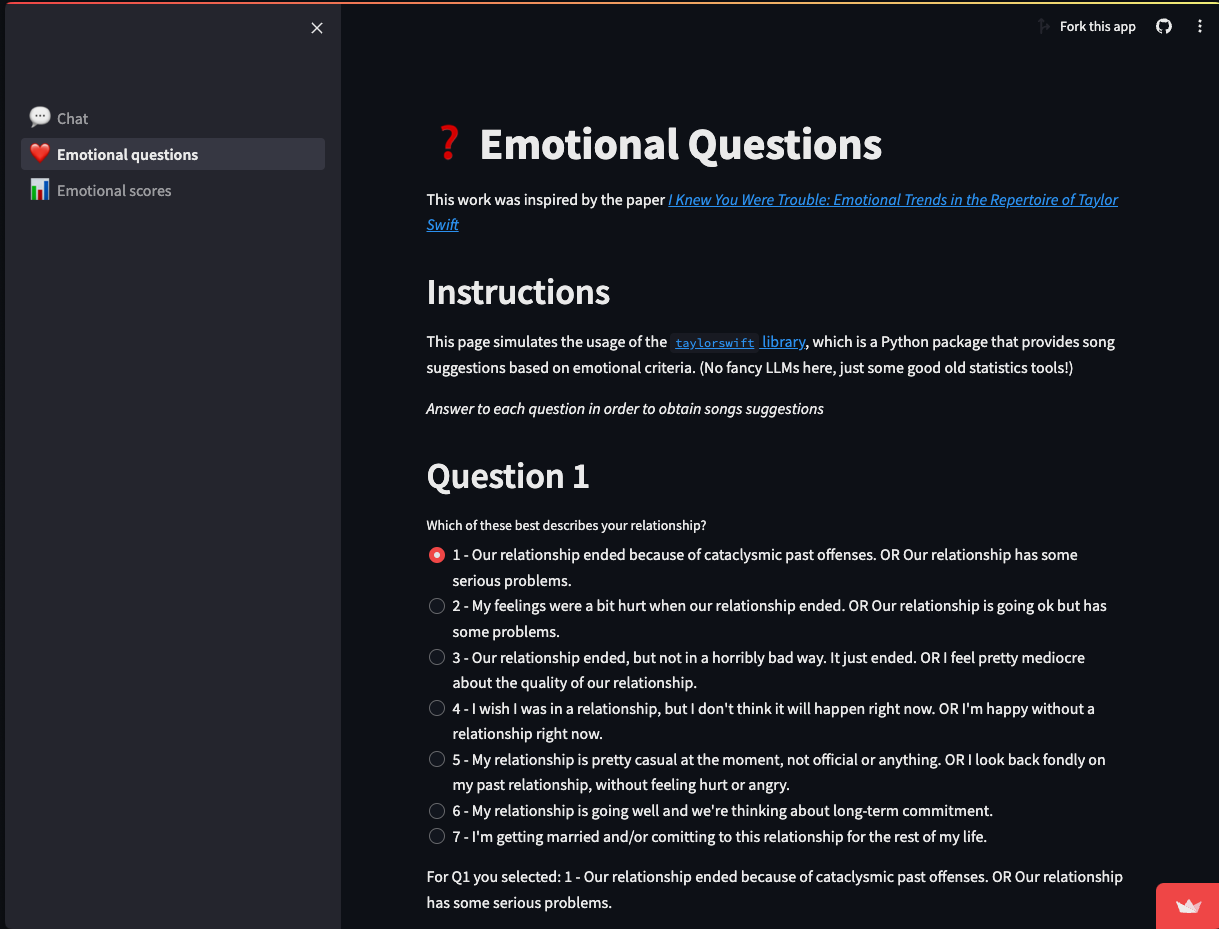 Fork this app
Chat
Emotional questions
Emotional scores
Emotional Questions
This work was inspired by the paper I Knew You Were Trouble: Emotional Trends in the Repertoire of Taylor
Swift
Instructions
This page simulates the usage of the taylorswift library, which is a Python package that provides song
suggestions based on emotional criteria. (No fancy LLMs here, just some good old statistics tools!)
Answer to each question in order to obtain songs suggestions
Question 1
Which of these best describes your relationship?
1 - Our relationship ended because of cataclysmic past offenses. OR Our relationship has some
serious problems.
2 - My feelings were a bit hurt when our relationship ended. OR Our relationship is going ok but has
some problems.
3 - Our relationship ended, but not in a horribly bad way. It just ended. OR I feel pretty mediocre
about the quality of our relationship.
4 - I wish I was in a relationship, but I don't think it will happen right now. OR I'm happy without a
relationship right now.
5 - My relationship is pretty casual at the moment, not official or anything. OR I look back fondly on
my past relationship, without feeling hurt or angry.
6 - My relationship is going well and we're thinking about long-term commitment.
7 - I'm getting married and/or comitting to this relationship for the rest of my life.
For Q1 you selected: 1 - Our relationship ended because of cataclysmic past offenses. OR Our relationship
has some serious problems.